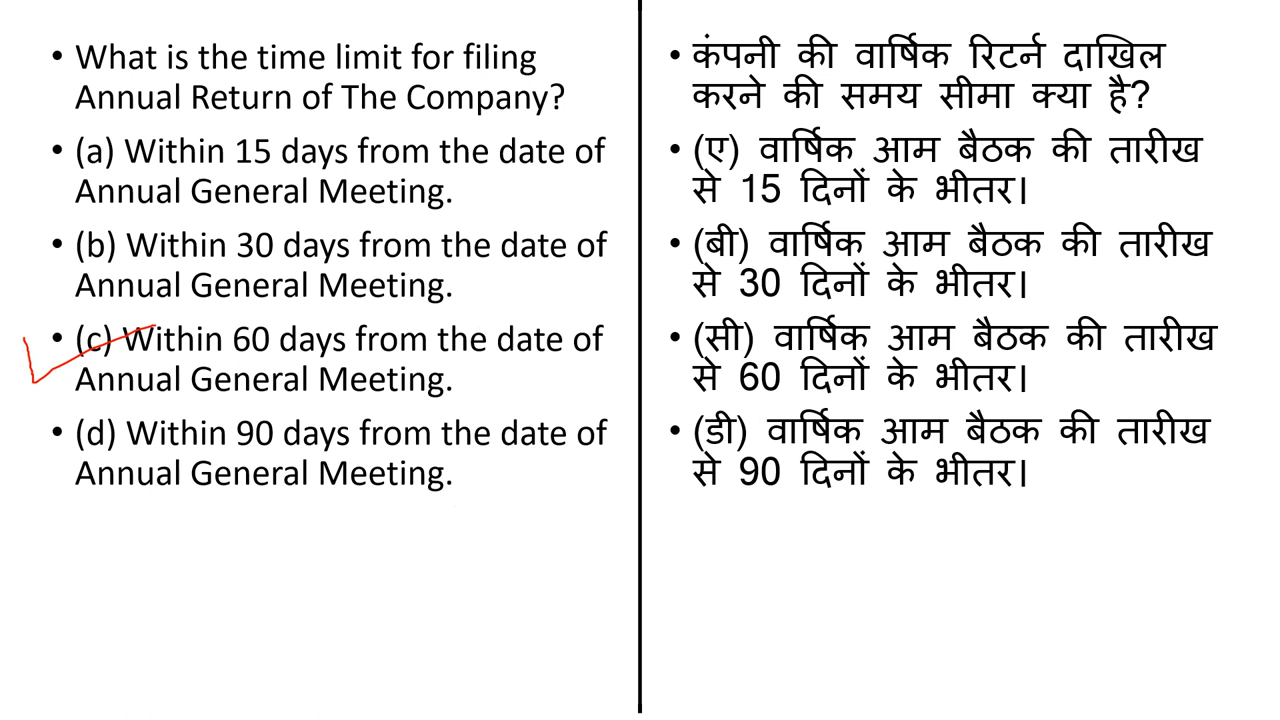 • What is the time limit for filing
Annual Return of The Company?
• (a) Within 15 days from the date of
Annual General Meeting.
• (b) Within 30 days from the date of
Annual General Meeting.
• (c) Within 60 days from the date of
Annual General Meeting.
• (d) Within 90 days from the date of
Annual General Meeting.
• कंपनी की वार्षिक रिटर्न दाखिल
करने की समय सीमा क्या है?
• (ए) वार्षिक आम बैठक की तारीख
से 15 दिनों के भीतर।
• (बी) वार्षिक आम बैठक की तारीख
से 30 दिनों के भीतर।
• (सी) वार्षिक आम बैठक की तारीख
से 60 दिनों के भीतर।
• (डी) वार्षिक आम बैठक की तारीख
से 90 दिनों के भीतर।